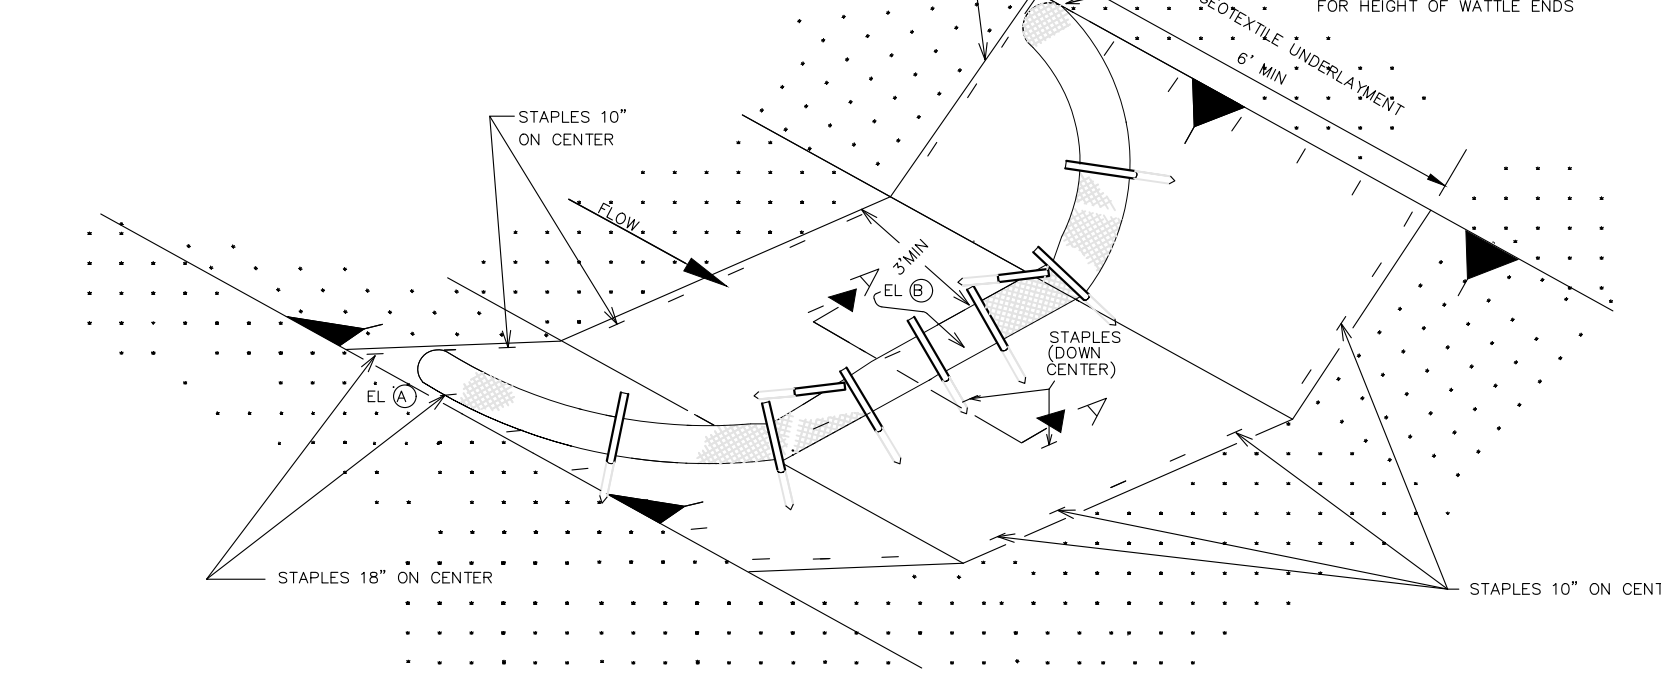 FOR HEIGHT OF WATTLE ENDS
GEOTEXTILE UNDERLAYMENT
6' MIN
STAPLES 10"
ON CENTER
FLOW
3'MIN
A
EL B
STAPLES
(DOWN
CENTER)
EL A
A
STAPLES 18" ON CENTER
STAPLES 10" ON CENT